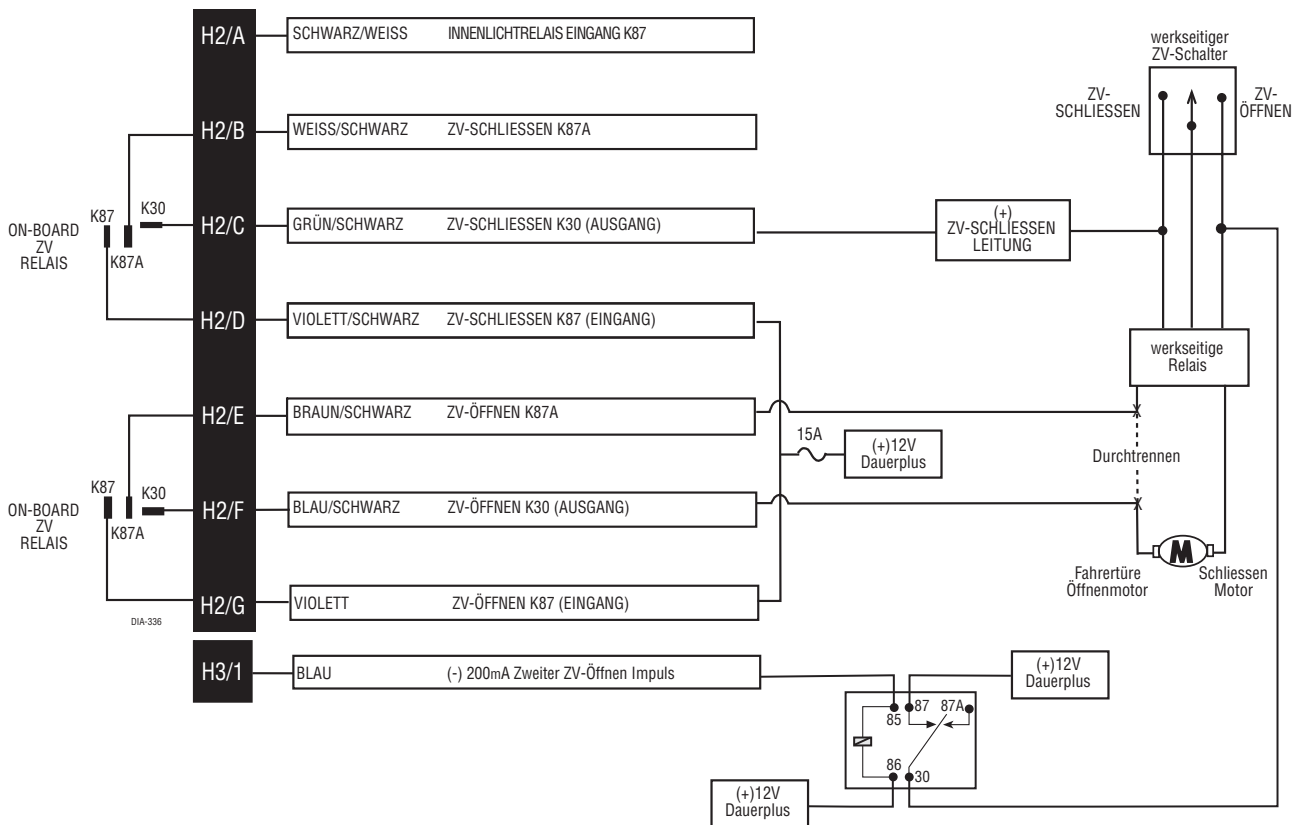 H2/A SCHWARZ/WEISS INNENLICHTRELAIS EINGANG K87
werkseitiger
ZV-Schalter
ZV-
SCHLIESSEN
ZV-
ÖFFNEN
H2/B WEISS/SCHWARZ ZV-SCHLIESSEN K87A
K87
K30
K87A
ON-BOARD
ZV
RELAIS
H2/C GRÜN/SCHWARZ ZV-SCHLIESSEN K30 (AUSGANG)
(+)
ZV-SCHLIESSEN
LEITUNG
H2/D VIOLETT/SCHWARZ ZV-SCHLIESSEN K87 (EINGANG)
werkseitige
Relais
H2/E BRAUN/SCHWARZ ZV-ÖFFNEN K87A
15A
(+)12V
Dauerplus
Durchtrennen
K87
K30
K87A
ON-BOARD
ZV
RELAIS
H2/F BLAU/SCHWARZ ZV-ÖFFNEN K30 (AUSGANG)
M
Fahrertüre
Öffnenmotor
Schliessen
Motor
H2/G VIOLETT ZV-ÖFFNEN K87 (EINGANG)
DIA-336
H3/1 BLAU (-) 200mA Zweiter ZV-Öffnen Impuls
(+)12V
Dauerplus
85 87 87A
86 30
(+)12V
Dauerplus